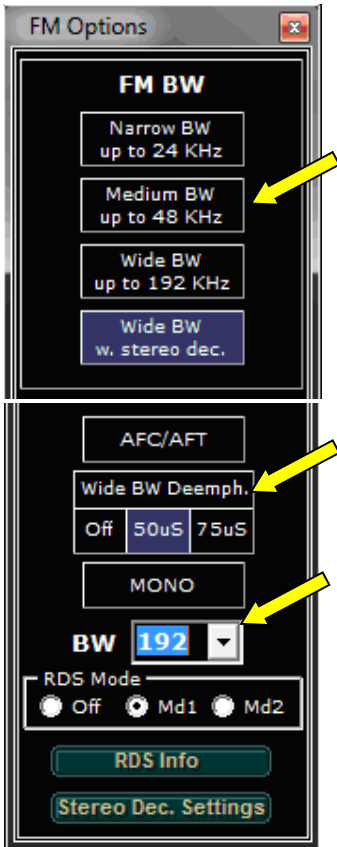 FM Options
FM BW
Narrow BW
up to 24 KHz
Medium BW
up to 48 KHz
Wide BW
up to 192 KHz
Wide BW
w. stereo dec.
AFC/AFT
Wide BW Deemph.
Off 50uS 75uS
MONO
BW 192
RDS Mode
Off Md1 Md2
RDS Info
Stereo Dec. Settings